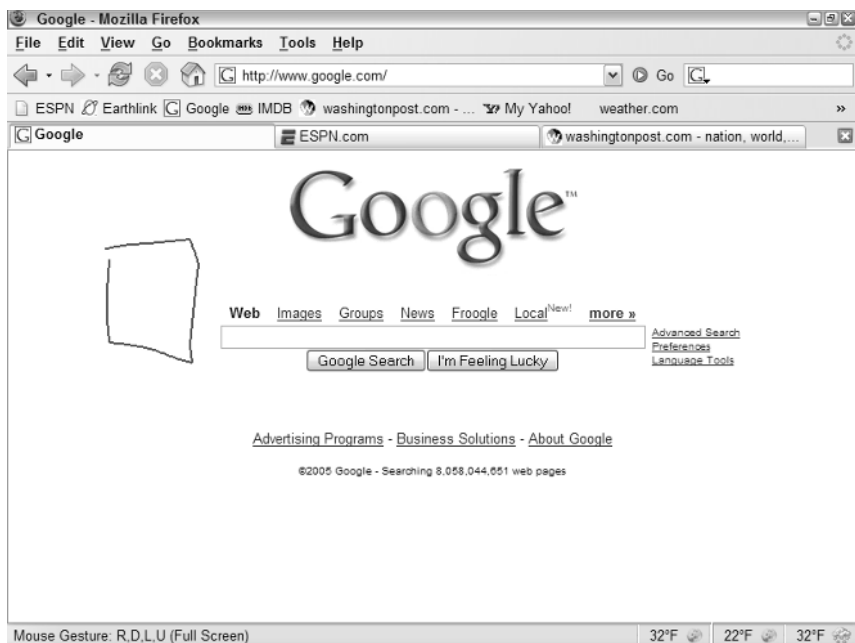 Google - Mozilla Firefox
File Edit View Go Bookmarks Tools Help
G http://www.google.com/ Go G
ESPN Earthlink G Google IMDB washingtonpost.com - ... Y? My Yahoo! weather.com »
G Google ESPN.com washingtonpost.com - nation, world,...
Google™
Web Images Groups News Froogle Local New! more »
Advanced Search
Preferences
Google Search I'm Feeling Lucky Language Tools
Advertising Programs - Business Solutions - About Google
©2005 Google - Searching 8,058,044,651 web pages
Mouse Gesture: R,D,L,U (Full Screen) 32°F 22°F 32°F